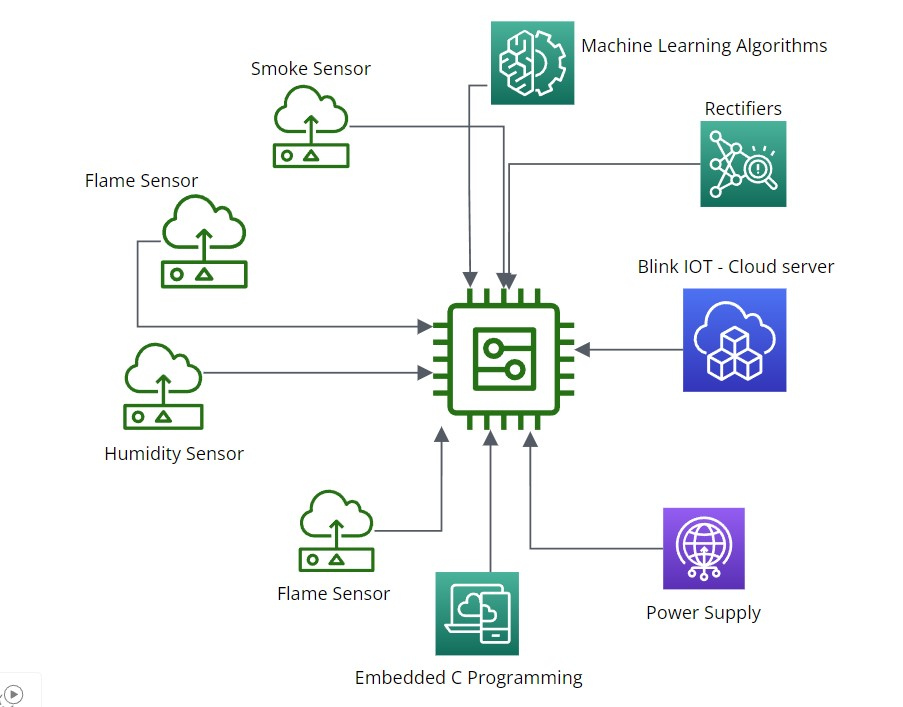 Machine Learning Algorithms
Smoke Sensor
Rectifiers
Flame Sensor
Blink IOT - Cloud server
Humidity Sensor
Flame Sensor
Power Supply
Embedded C Programming